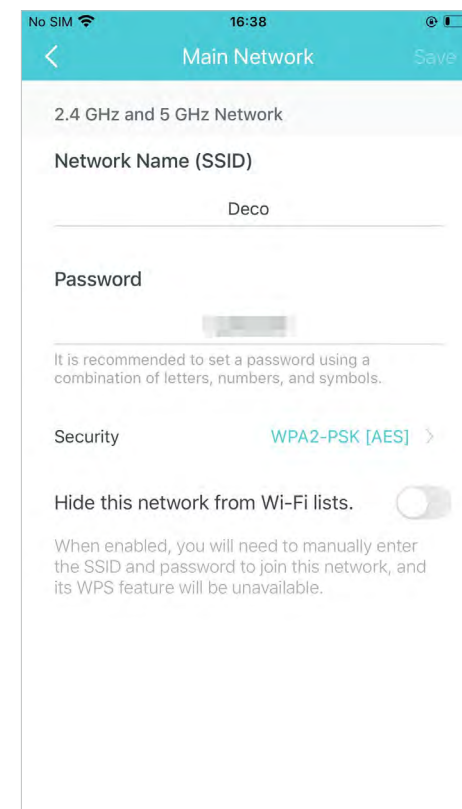 No SIM 16:38
Main Network Save
2.4 GHz and 5 GHz Network
Network Name (SSID)
Deco
Password
It is recommended to set a password using a
combination of letters, numbers, and symbols.
Security WPA2-PSK [AES]
Hide this network from Wi-Fi lists.
When enabled, you will need to manually enter
the SSID and password to join this network, and
its WPS feature will be unavailable.